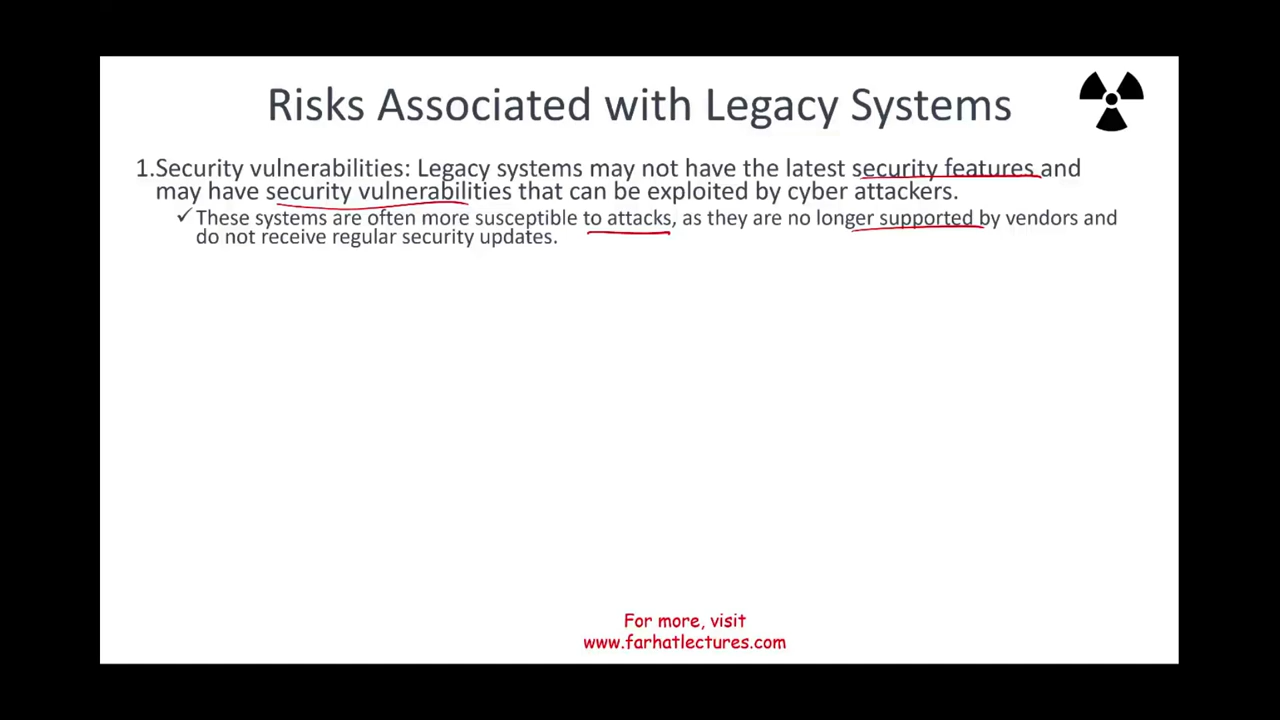 Risks Associated with Legacy Systems
1.Security vulnerabilities: Legacy systems may not have the latest security features and
may have security vulnerabilities that can be exploited by cyber attackers.
✓These systems are often more susceptible to attacks, as they are no longer supported by vendors and
do not receive regular security updates.
For more, visit
www.farhatlectures.com